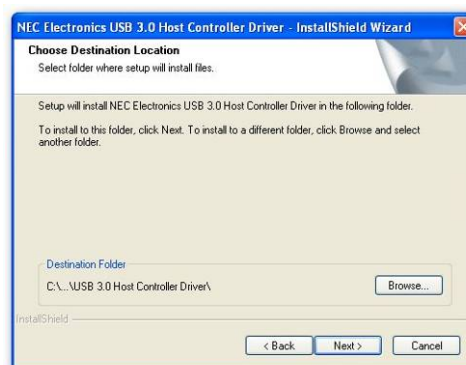 NEC Electronics USB 3.0 Host Controller Driver - InstallShield Wizard
Choose Destination Location
Select folder where setup will install files.
Setup will install NEC Electronics USB 3.0 Host Controller Driver in the following folder.
To install to this folder, click Next. To install to a different folder, click Browse and select
another folder.
Destination Folder
C:\...\USB 3.0 Host Controller Driver\
Browse...
InstallShield
< Back
Next >
Cancel